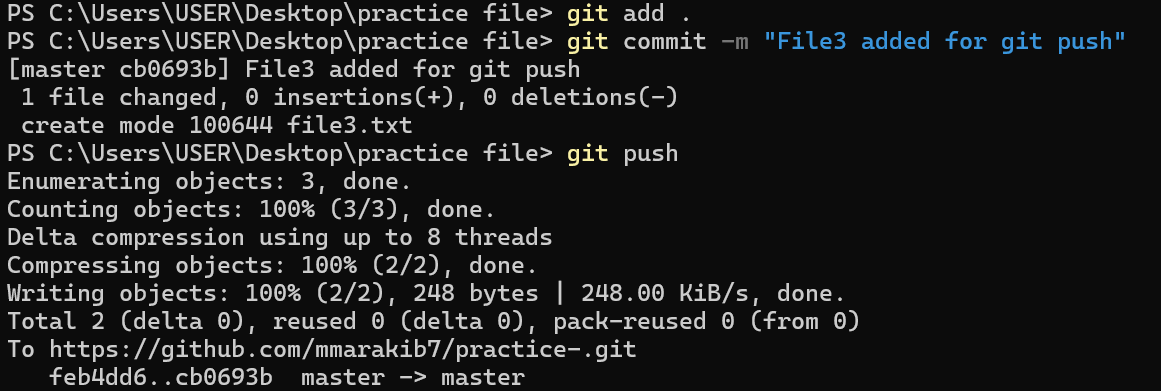 PS C:\Users\USER\Desktop\practice file> git add .
PS C:\Users\USER\Desktop\practice file> git commit -m "File3 added for git push"
[master cb0693b] File3 added for git push
 1 file changed, 0 insertions(+), 0 deletions(-)
 create mode 100644 file3.txt
PS C:\Users\USER\Desktop\practice file> git push
Enumerating objects: 3, done.
Counting objects: 100% (3/3), done.
Delta compression using up to 8 threads
Compressing objects: 100% (2/2), done.
Writing objects: 100% (2/2), 248 bytes | 248.00 KiB/s, done.
Total 2 (delta 0), reused 0 (delta 0), pack-reused 0 (from 0)
To https://github.com/mmarakib7/practice-.git
   feb4dd6..cb0693b  master -> master